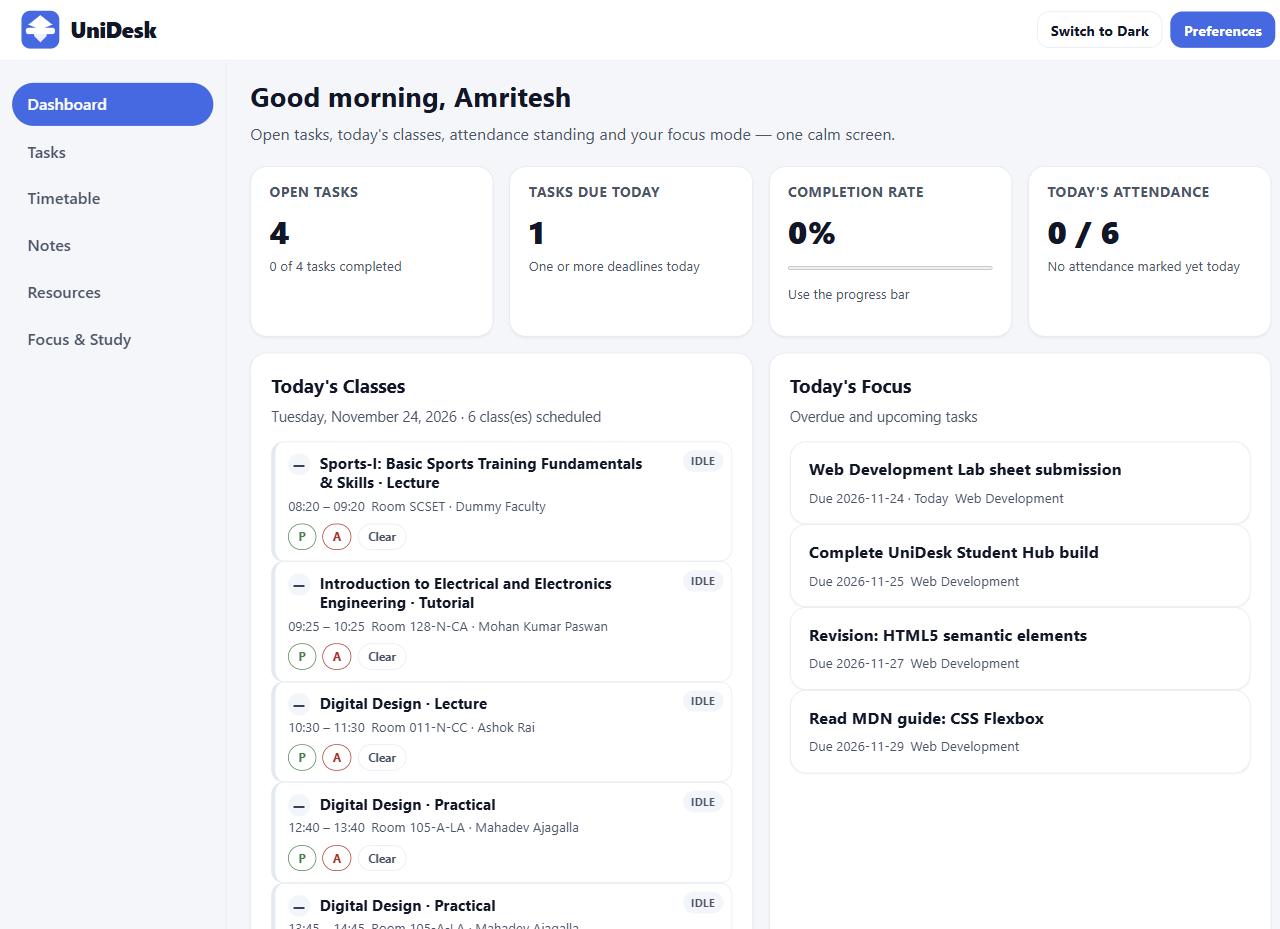 UniDesk
Switch to Dark
Preferences
Dashboard
Tasks
Timetable
Notes
Resources
Focus & Study
Good morning, Amritesh
Open tasks, today's classes, attendance standing and your focus mode — one calm screen.
OPEN TASKS
4
0 of 4 tasks completed
TASKS DUE TODAY
1
One or more deadlines today
COMPLETION RATE
0%
Use the progress bar
TODAY'S ATTENDANCE
0 / 6
No attendance marked yet today
Today's Classes
Tuesday, November 24, 2026 · 6 class(es) scheduled
– Sports-I: Basic Sports Training Fundamentals
& Skills · Lecture
IDLE
08:20 – 09:20 Room SCSET · Dummy Faculty
P A Clear
– Introduction to Electrical and Electronics
Engineering · Tutorial
IDLE
09:25 – 10:25 Room 128-N-CA · Mohan Kumar Paswan
P A Clear
– Digital Design · Lecture
IDLE
10:30 – 11:30 Room 011-N-CC · Ashok Rai
P A Clear
– Digital Design · Practical
IDLE
12:40 – 13:40 Room 105-A-LA · Mahadev Ajagalla
P A Clear
– Digital Design · Practical
IDLE
13:45 – 14:45 Room 105-A-LA · Mahadev Ajagalla
Today's Focus
Overdue and upcoming tasks
Web Development Lab sheet submission
Due 2026-11-24 · Today Web Development
Complete UniDesk Student Hub build
Due 2026-11-25 Web Development
Revision: HTML5 semantic elements
Due 2026-11-27 Web Development
Read MDN guide: CSS Flexbox
Due 2026-11-29 Web Development